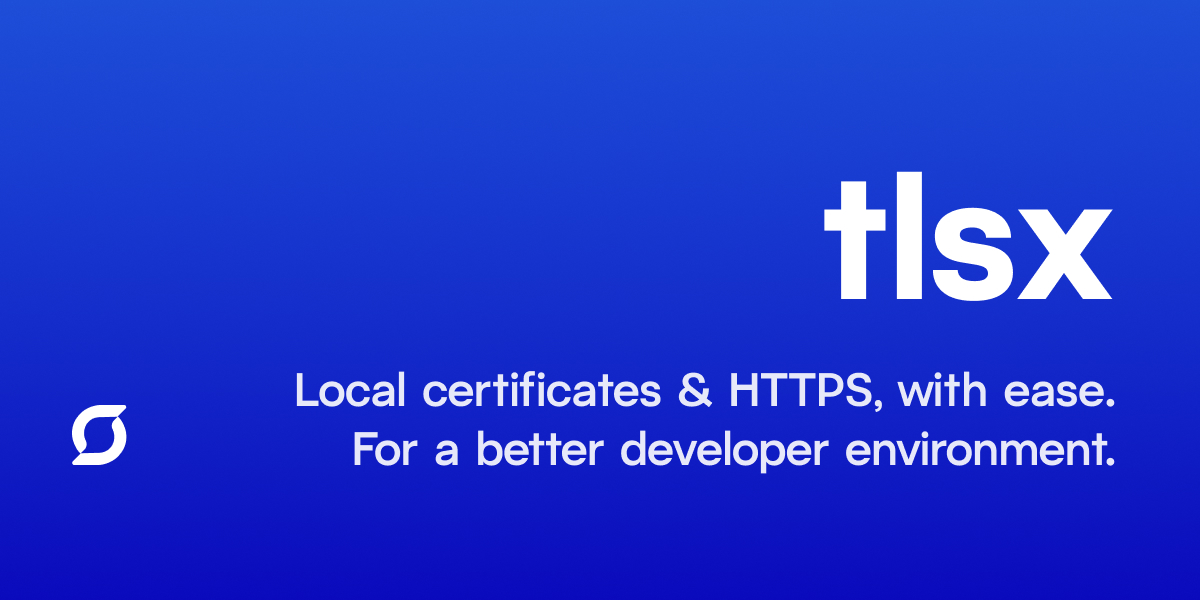 tlsx
Local certificates & HTTPS, with ease.
For a better developer environment.